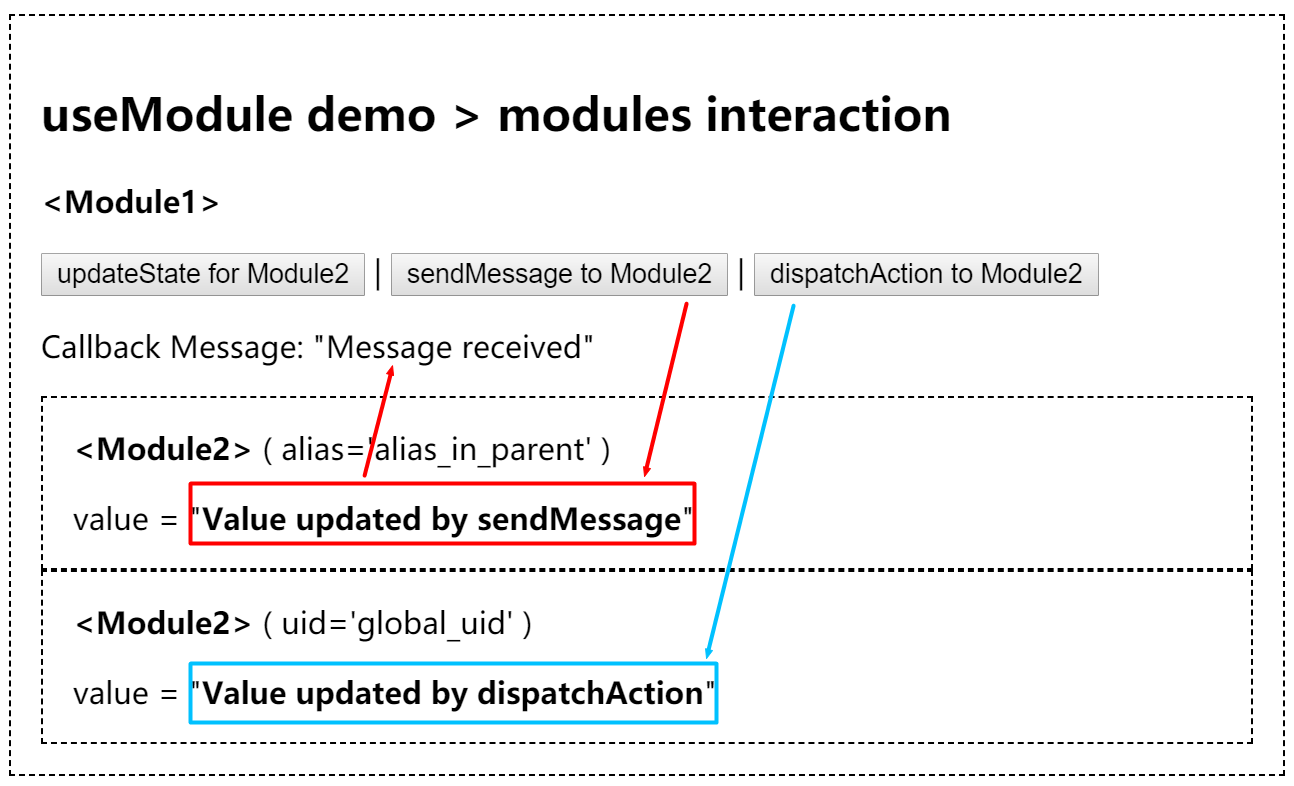 useModule demo > modules interaction
<Module1>
updateState for Module2 | sendMessage to Module2 | dispatchAction to Module2
Callback Message: "Message received"
<Module2> ( alias='alias_in_parent' )
value = "Value updated by sendMessage"
<Module2> ( uid='global_uid' )
value = "Value updated by dispatchAction"